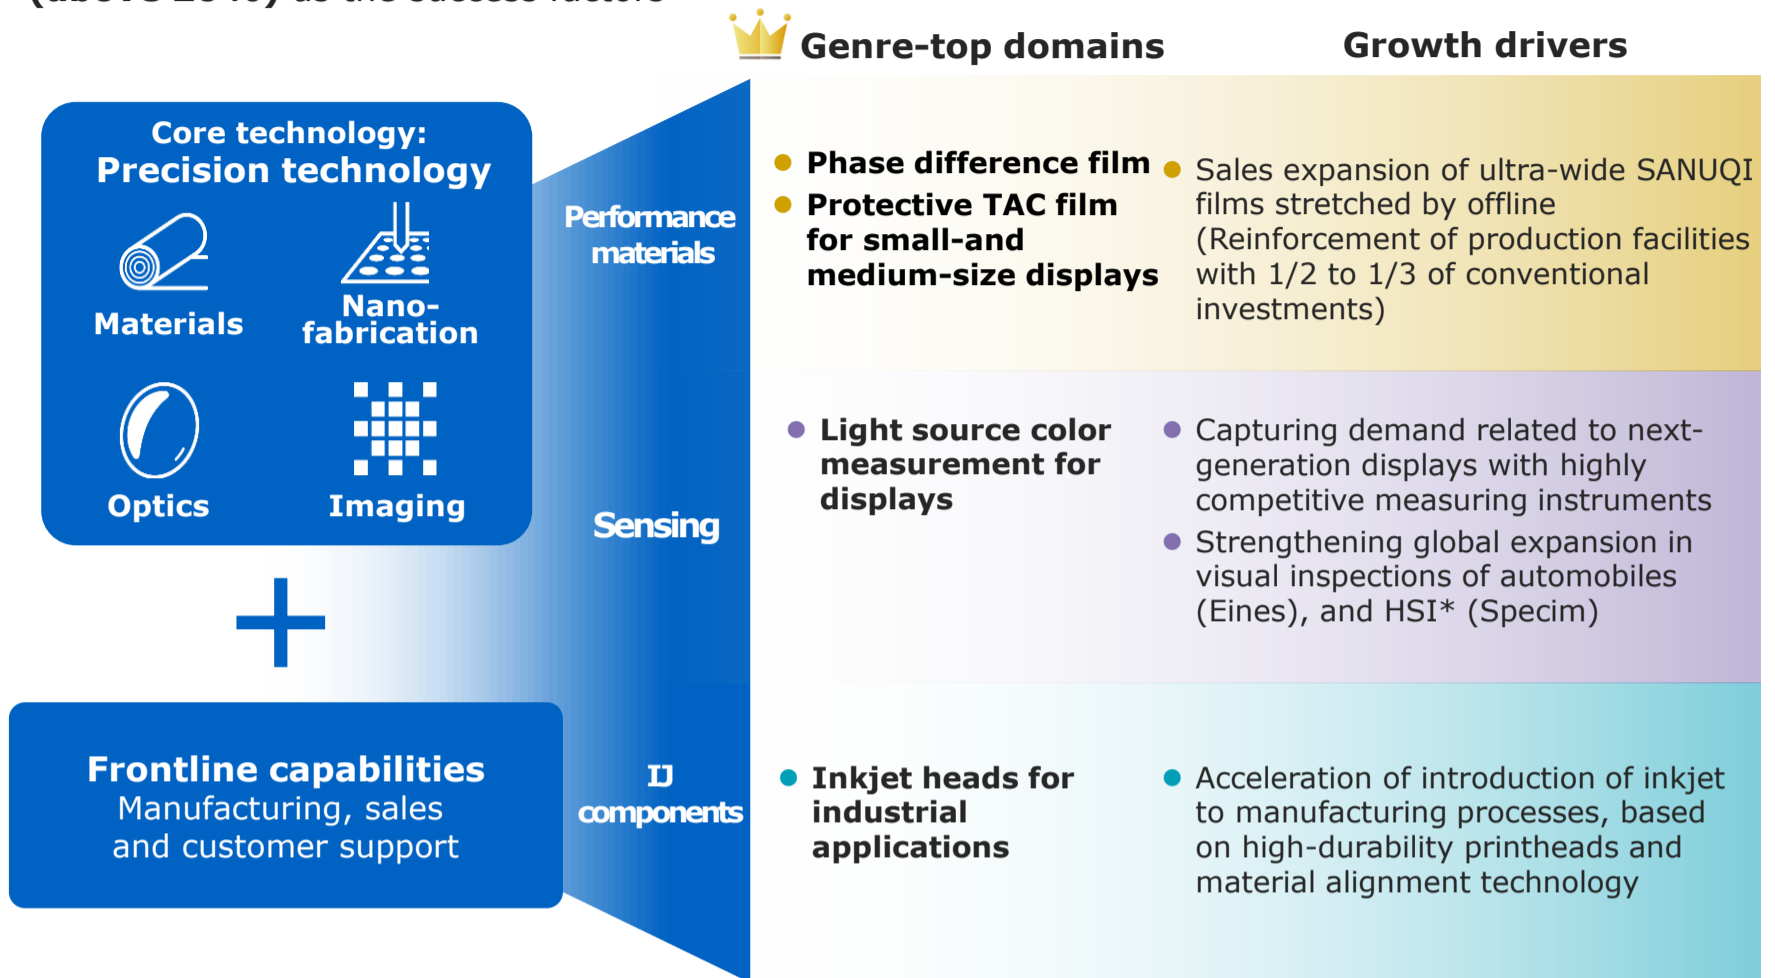 as the success factors
Genre-top domains
Growth drivers
Core technology:
Precision technology
Materials
Nano-
fabrication
Optics
Imaging
Frontline capabilities
Manufacturing, sales
and customer support
Performance
materials
• Phase difference film
• Protective TAC film
for small-and
medium-size displays
• Sales expansion of ultra-wide SANUQI
films stretched by offline
(Reinforcement of production facilities
with 1/2 to 1/3 of conventional
investments)
Sensing
• Light source color
measurement for
displays
• Capturing demand related to next-
generation displays with highly
competitive measuring instruments
• Strengthening global expansion in
visual inspections of automobiles
(Eines), and HSI* (Specim)
IJ
components
• Inkjet heads for
industrial
applications
• Acceleration of introduction of inkjet
to manufacturing processes, based
on high-durability printheads and
material alignment technology